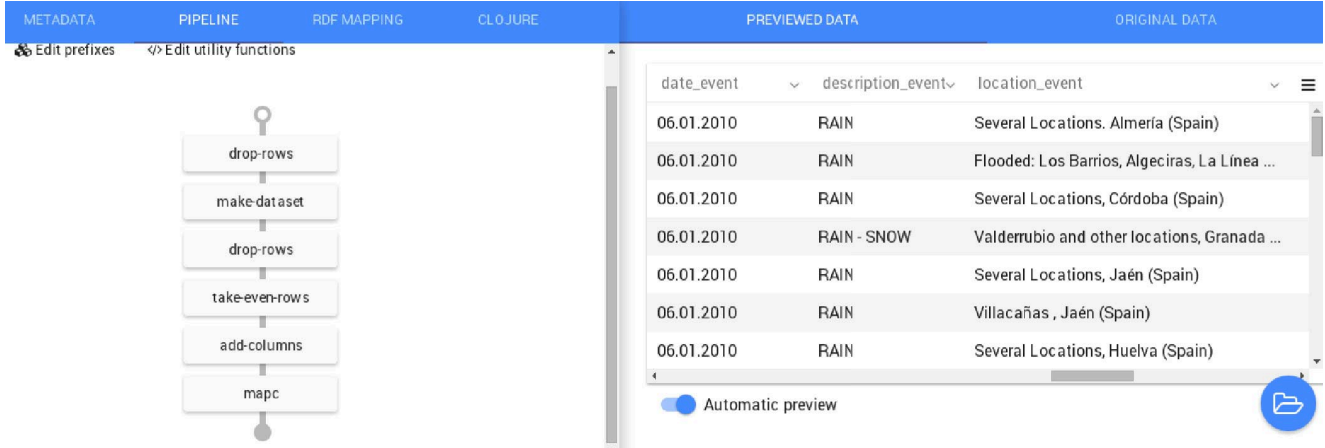 METADATA PIPELINE RDF MAPPING CLOJURE PREVIEWED DATA ORIGINAL DATA
Edit prefixes </> Edit utility functions
drop-rows
make-dataset
drop-rows
take-even-rows
add-columns
mapc
date_event description_event location_event
06.01.2010 RAIN Several Locations. Almería (Spain)
06.01.2010 RAIN Flooded: Los Barrios, Algeciras, La Línea ...
06.01.2010 RAIN Several Locations, Córdoba (Spain)
06.01.2010 RAIN - SNOW Valderrubio and other locations, Granada ...
06.01.2010 RAIN Several Locations, Jaén (Spain)
06.01.2010 RAIN Villacañas , Jaén (Spain)
06.01.2010 RAIN Several Locations, Huelva (Spain)
Automatic preview